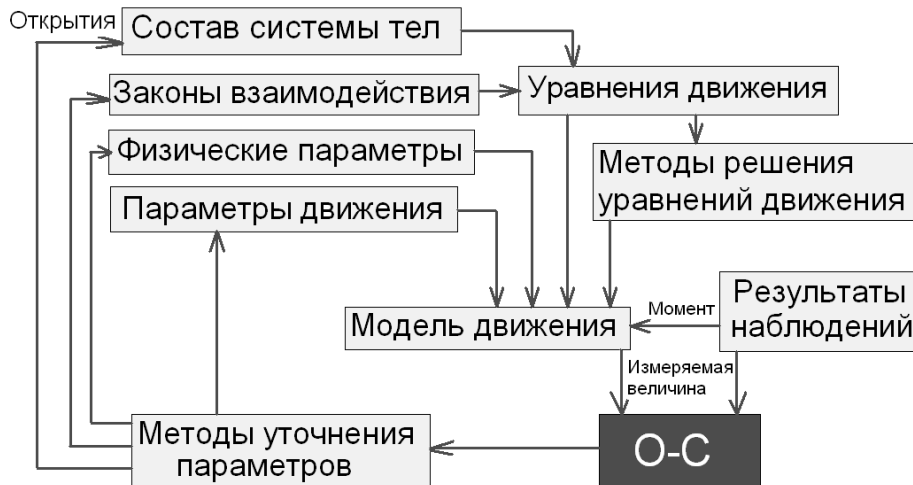 Открытия
Состав системы тел
Законы взаимодействия
Уравнения движения
Физические параметры
Методы решения
уравнений движения
Параметры движения
Результаты
наблюдений
Момент
Модель движения
Измеряемая
величина
Методы уточнения
параметров
O-C